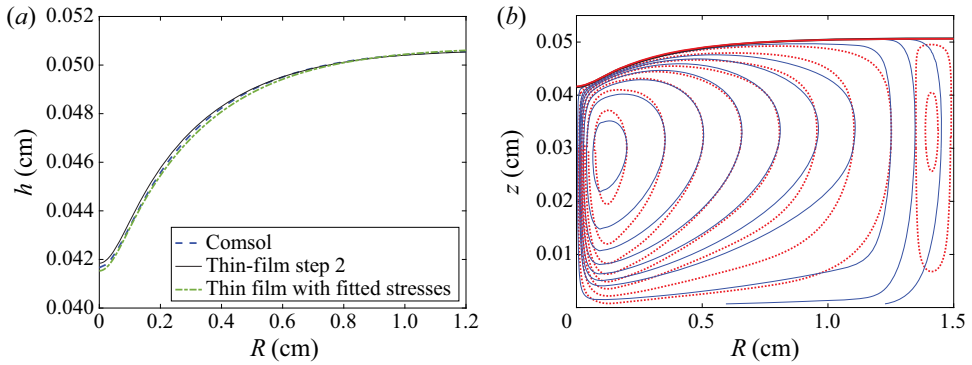 (a)
0.052
0.050
0.048
0.046
0.044
0.042
0.040
h (cm)
0 0.2 0.4 0.6 0.8 1.0 1.2
R (cm)
Comsol
Thin-film step 2
Thin film with fitted stresses
(b)
0.05
0.04
0.03
0.02
0.01
z (cm)
0 0.5 1.0 1.5
R (cm)